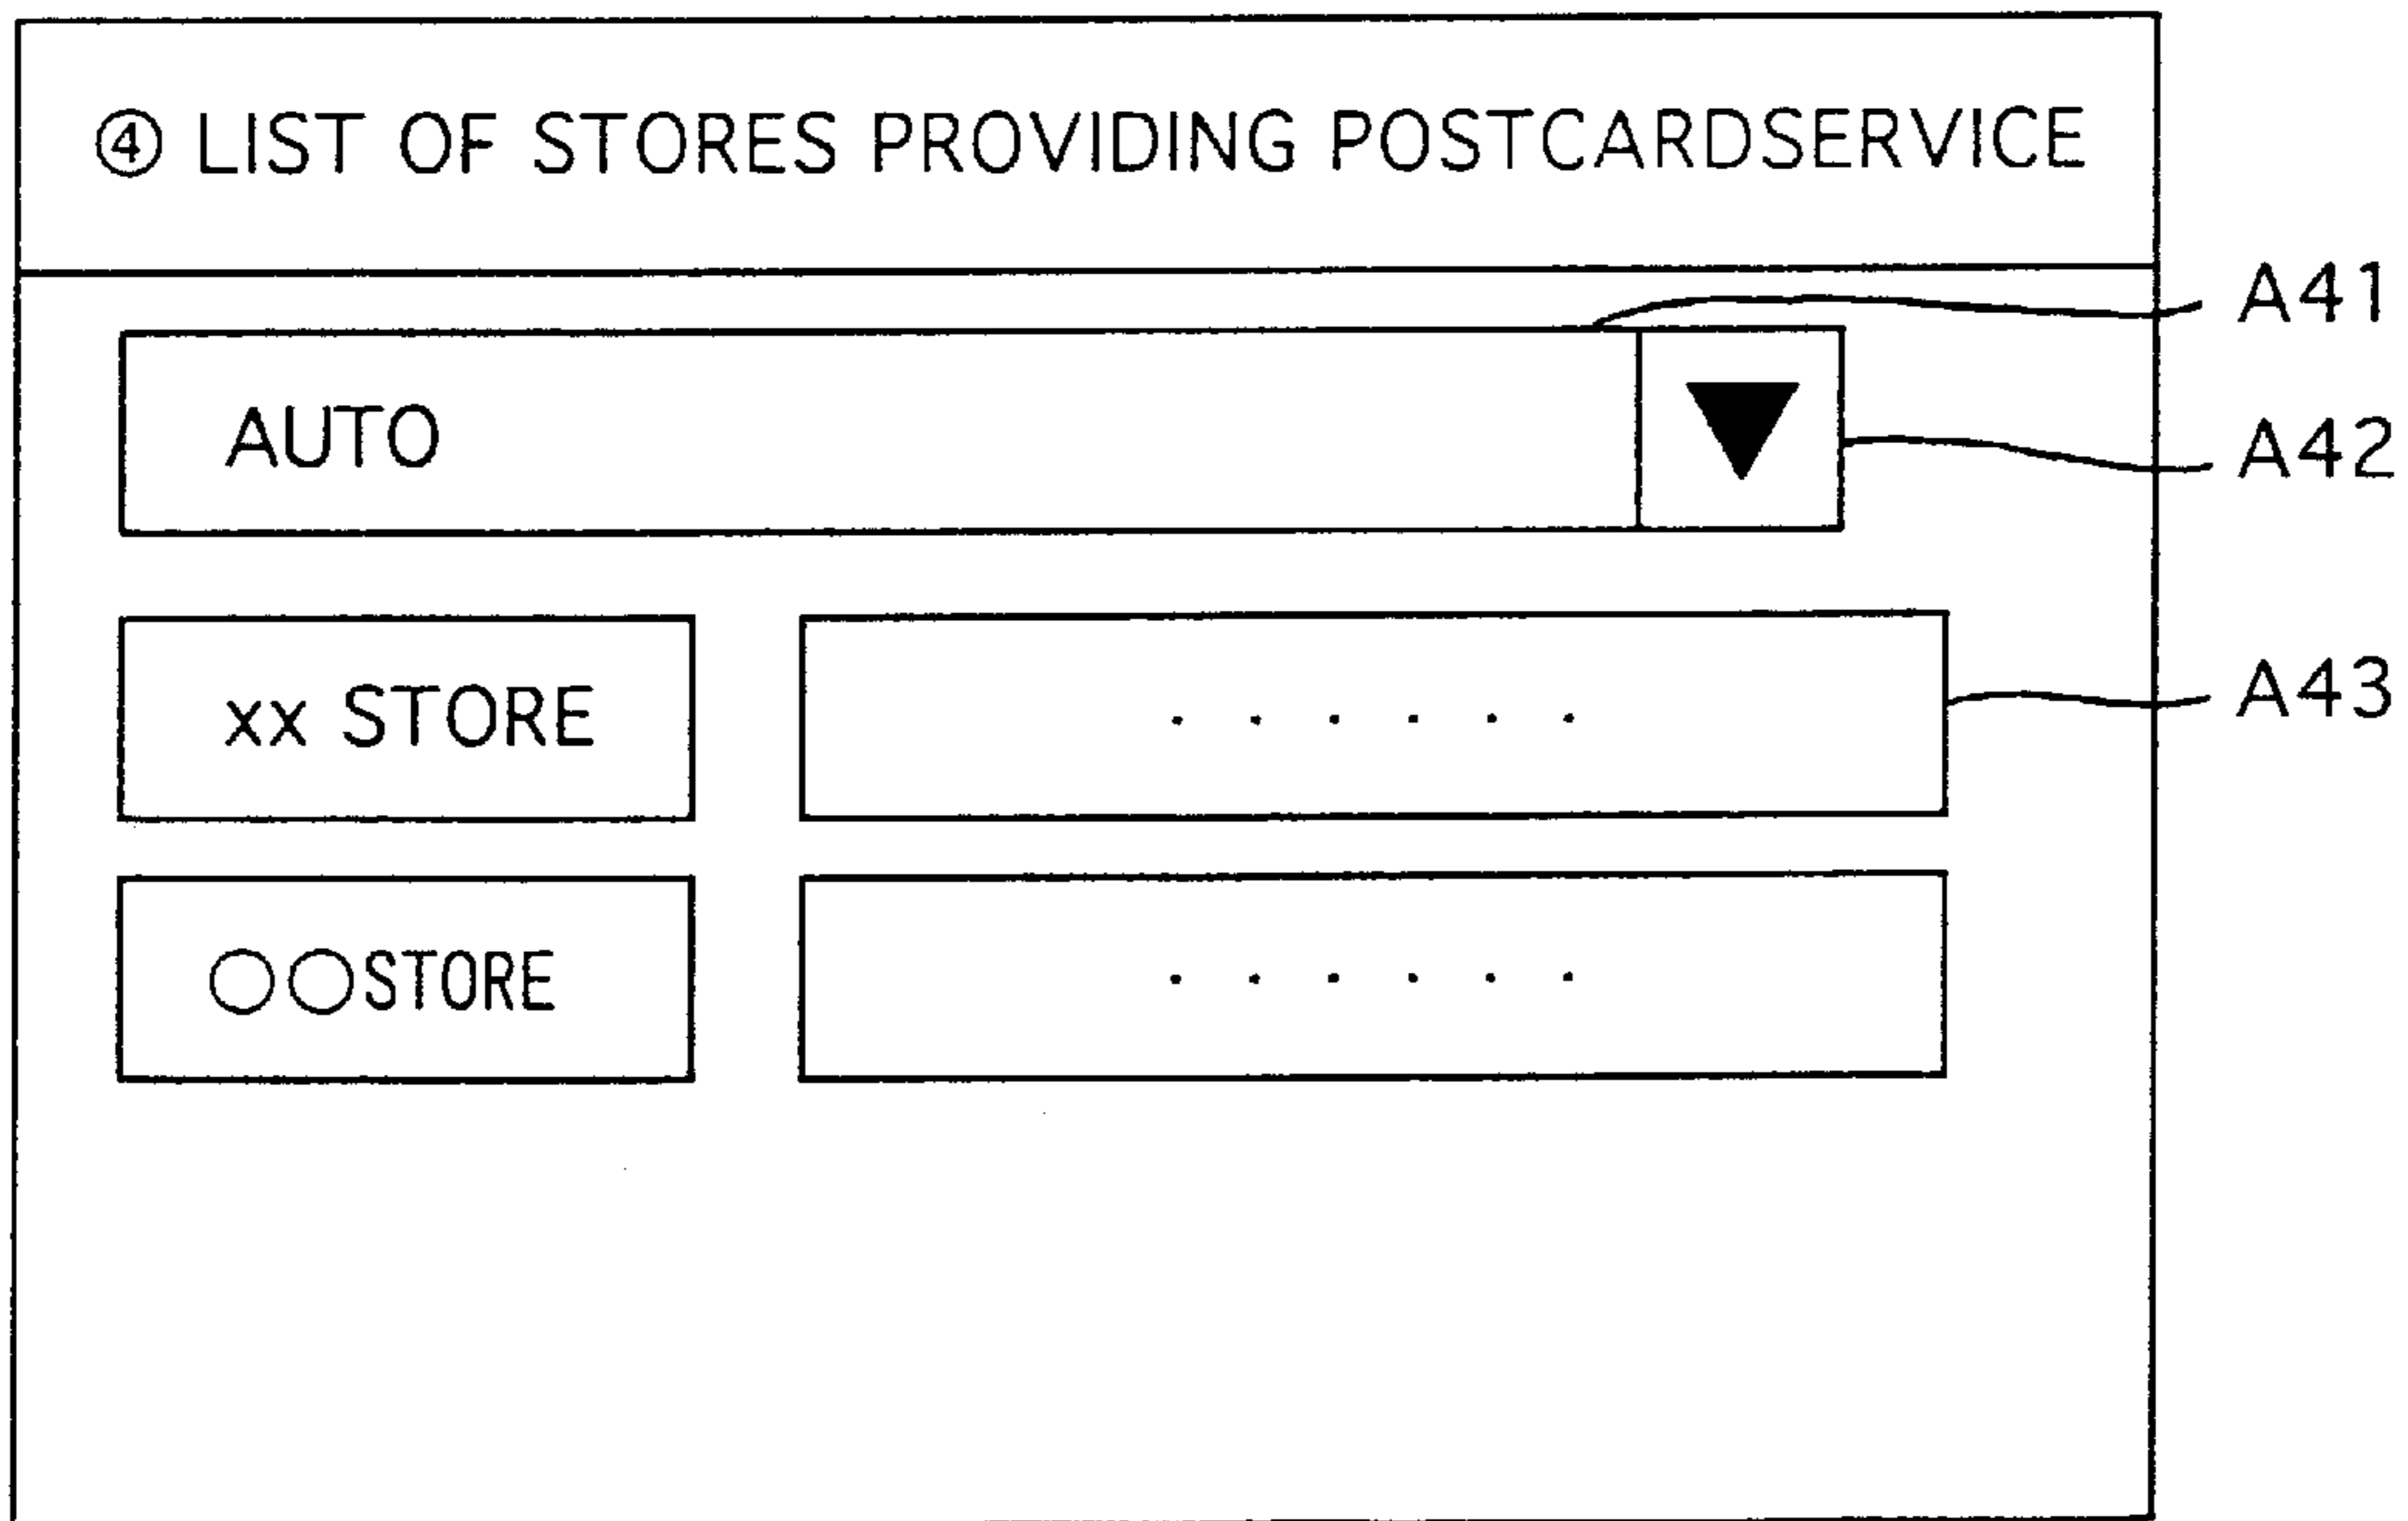 ④ LIST OF STORES PROVIDING POSTCARDSERVICE
A41
AUTO ▼
A42
xx STORE ······
A43
○○STORE ······